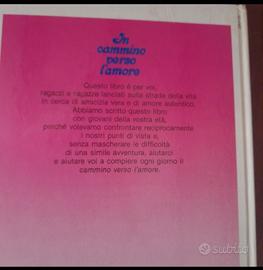 In
cammino
verso
l'amore
Questo libro è per voi,
ragazzi e ragazze lanciati sulle strade della vita
in cerca di amicizia vera e di amore autentico.
Abbiamo scritto questo libro
con giovani della vostra età,
perché volevamo confrontare reciprocamente
i nostri punti di vista e,
senza mascherare le difficoltà
di una simile avventura, aiutarci
e aiutare voi a compiere ogni giorno il
cammino verso l'amore.
subito